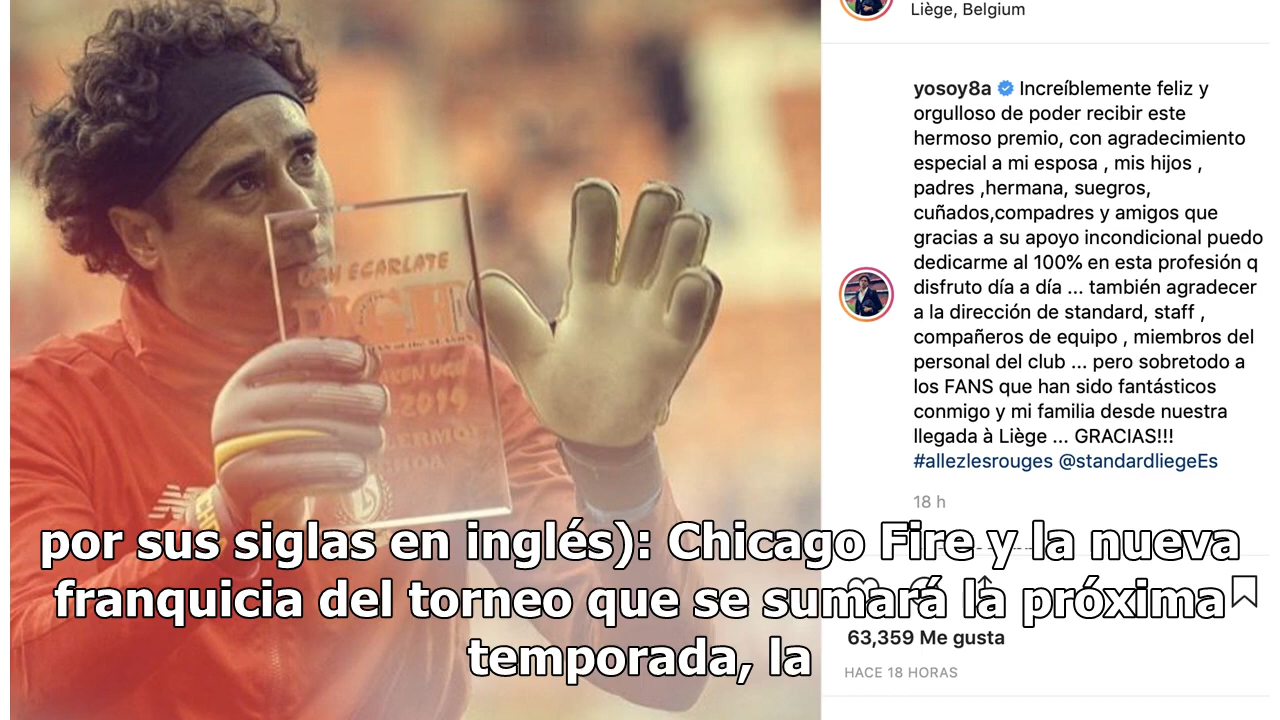 Liège, Belgium
yosoy8a Increíblemente feliz y
orgulloso de poder recibir este
hermoso premio, con agradecimiento
especial a mi esposa , mis hijos ,
padres ,hermana, suegros,
cuñados,compadres y amigos que
gracias a su apoyo incondicional puedo
dedicarme al 100% en esta profesión q
disfruto día a día ... también agradecer
a la dirección de standard, staff ,
compañeros de equipo , miembros del
personal del club ... pero sobretodo a
los FANS que han sido fantásticos
conmigo y mi familia desde nuestra
llegada à Liège ... GRACIAS!!!
#allezlesrouges @standardliegeEs
18 h
63,359 Me gusta
HACE 18 HORAS
UGH ECARLATE
2019
por sus siglas en inglés): Chicago Fire y la nueva
franquicia del torneo que se sumará la próxima
temporada, la